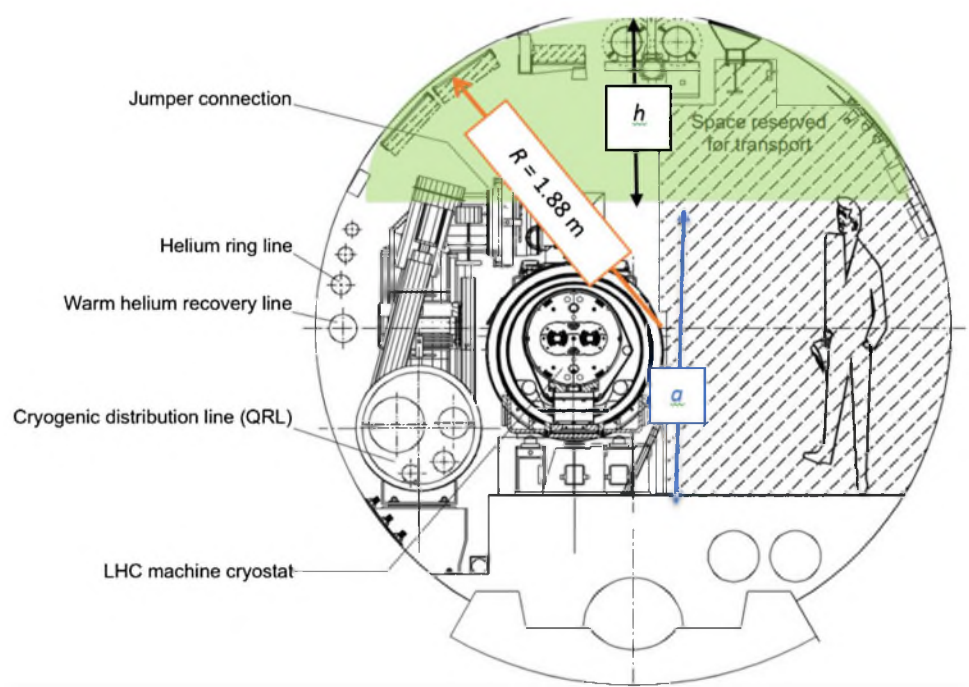 Jumper connection
h
Space reserved
for transport
R = 1.88 m
Helium ring line
Warm helium recovery line
a
Cryogenic distribution line (QRL)
LHC machine cryostat